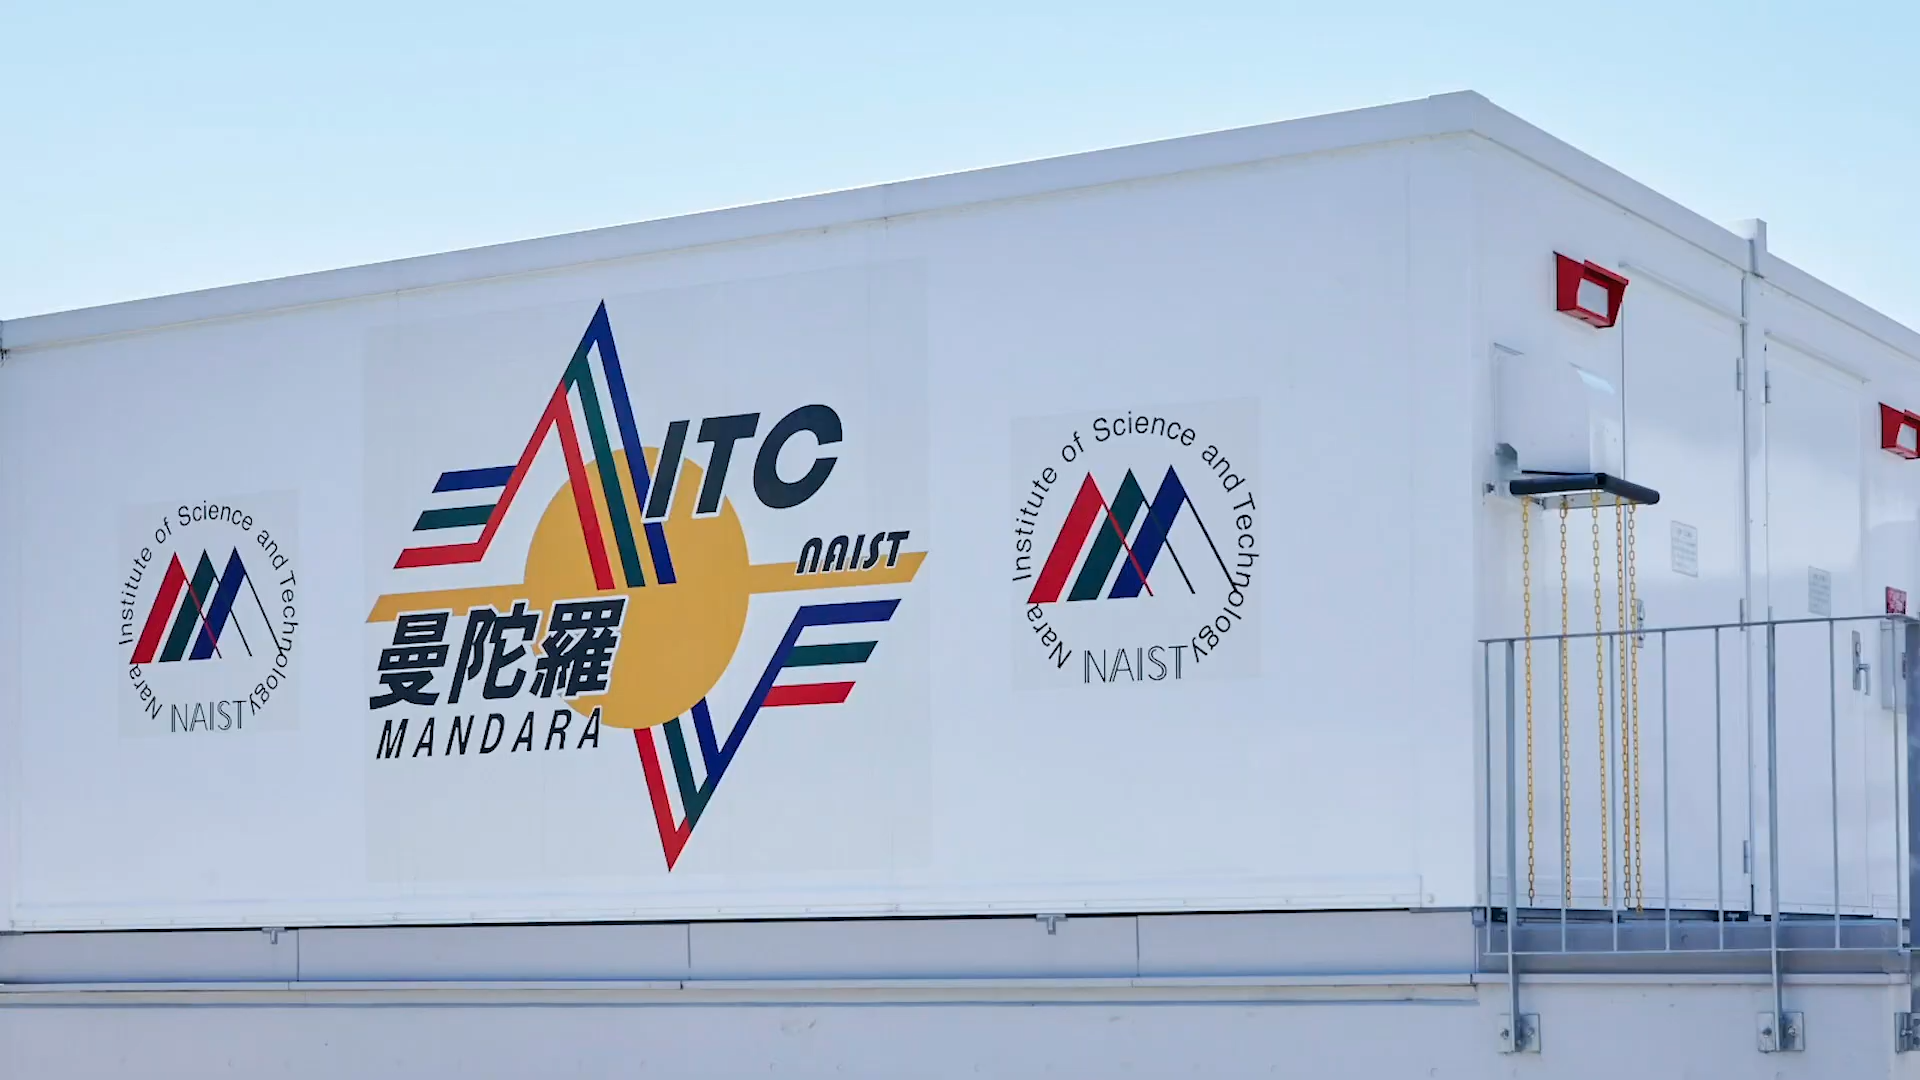 Nara Institute of Science and Technology
NAIST
ITC
NAIST
曼陀羅
MANDARA
Nara Institute of Science and Technology
NAIST